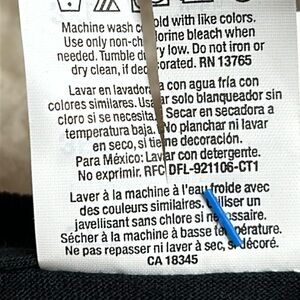 Machine wash cold with like colors.
Use only non-chlorine bleach when
needed. Tumble dry low. Do not iron or
dry clean, if decorated. RN 13765
Lavar en lavadora con agua fría con
colores similares. Usar solo blanqueador sin
cloro si se necesita. Secar en secadora a
temperatura baja. No planchar ni lavar
en seco, si tiene decoración.
Para México: Lavar con detergente.
No exprimir. RFC DFL-921106-CT1
Laver à la machine à l'eau froide avec
des couleurs similaires. Utiliser un
javellisant sans chlore si nécessaire.
Sécher à la machine à basse température.
Ne pas repasser ni laver à sec, si décoré.
CA 18345